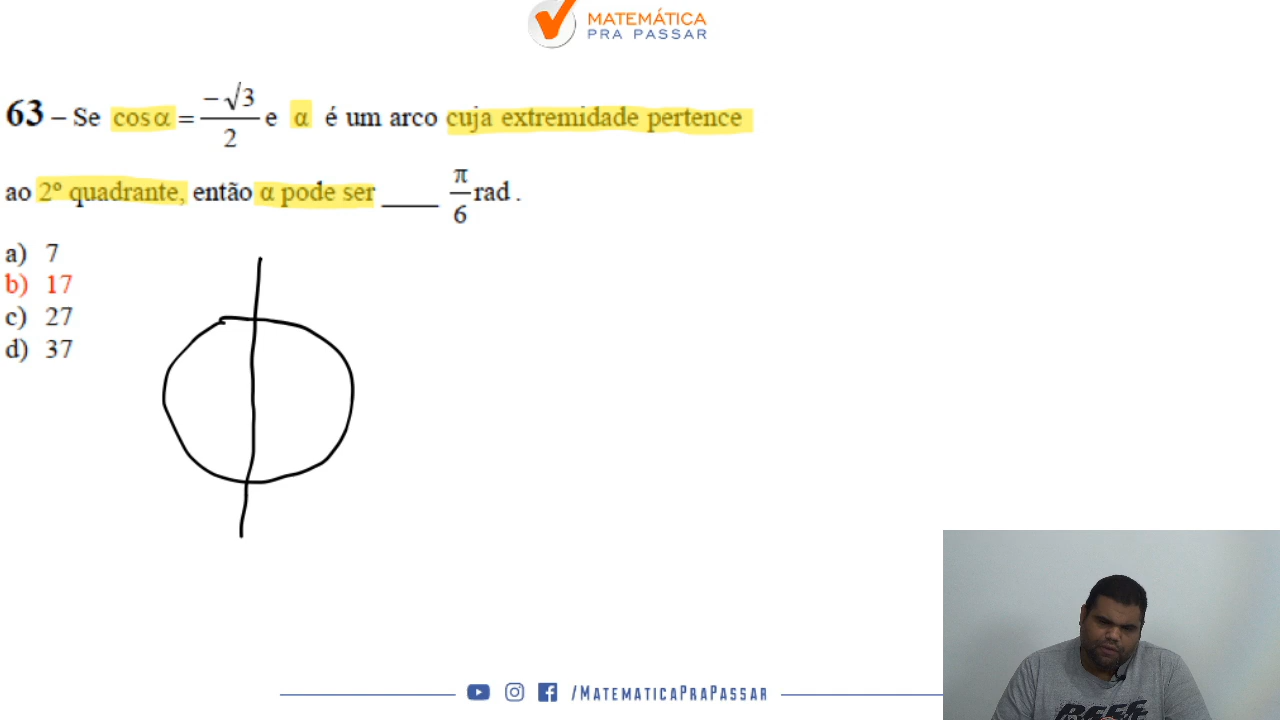 MATEMÁTICA
PRA PASSAR
63 – Se cos α = −√3/2 e α é um arco cuja extremidade pertence
ao 2º quadrante, então α pode ser ____ π/6 rad .
a) 7
b) 17
c) 27
d) 37
/MATEMATICAPRAPASSAR